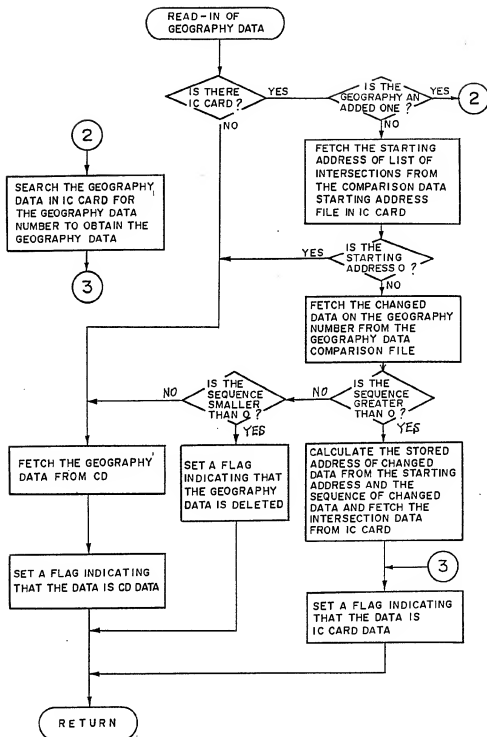 READ-IN OF
GEOGRAPHY DATA
IS THERE
IC CARD ?
YES
NO
IS THE
GEOGRAPHY AN
ADDED ONE ?
YES
2
NO
2
SEARCH THE GEOGRAPHY
DATA IN IC CARD FOR
THE GEOGRAPHY DATA
NUMBER TO OBTAIN THE
GEOGRAPHY DATA
3
FETCH THE STARTING
ADDRESS OF LIST OF
INTERSECTIONS FROM
THE COMPARISON DATA
STARTING ADDRESS
FILE IN IC CARD
YES
IS THE
STARTING
ADDRESS O ?
NO
FETCH THE CHANGED
DATA ON THE GEOGRAPHY
NUMBER FROM THE
GEOGRAPHY DATA
COMPARISON FILE
NO
IS THE
SEQUENCE
SMALLER
THAN O ?
YES
NO
IS THE
SEQUENCE
GREATER
THAN O ?
YES
FETCH THE GEOGRAPHY
DATA FROM CD
SET A FLAG
INDICATING THAT
THE GEOGRAPHY
DATA IS DELETED
CALCULATE THE STORED
ADDRESS OF CHANGED
DATA FROM THE STARTING
ADDRESS AND THE
SEQUENCE OF CHANGED
DATA AND FETCH THE
INTERSECTION DATA
FROM IC CARD
SET A FLAG INDICATING
THAT THE DATA IS CD DATA
3
SET A FLAG INDICATING
THAT THE DATA IS
IC CARD DATA
RETURN